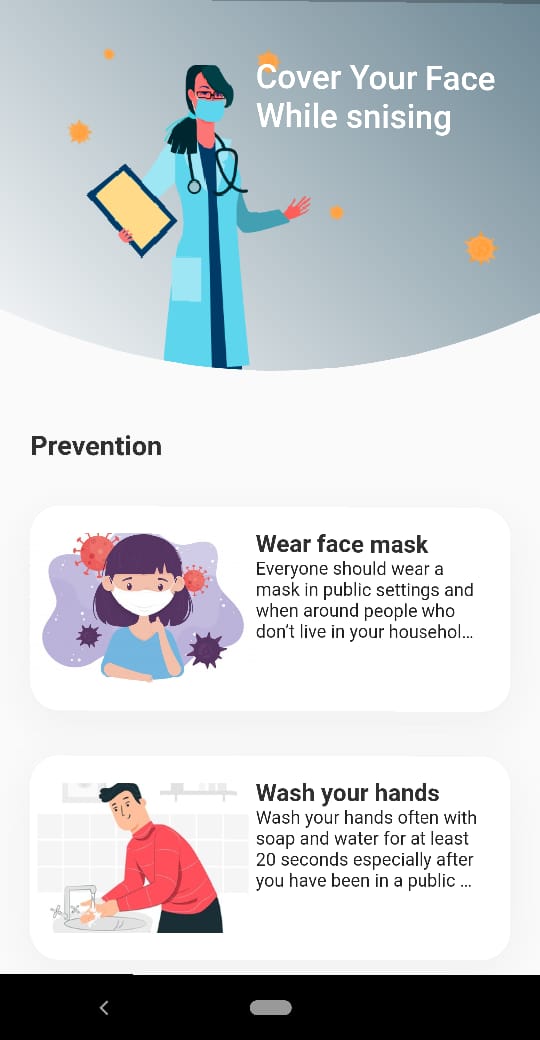 Cover Your Face
While snising
Prevention
Wear face mask
Everyone should wear a
mask in public settings and
when around people who
don't live in your househol...
Wash your hands
Wash your hands often with
soap and water for at least
20 seconds especially after
you have been in a public ...